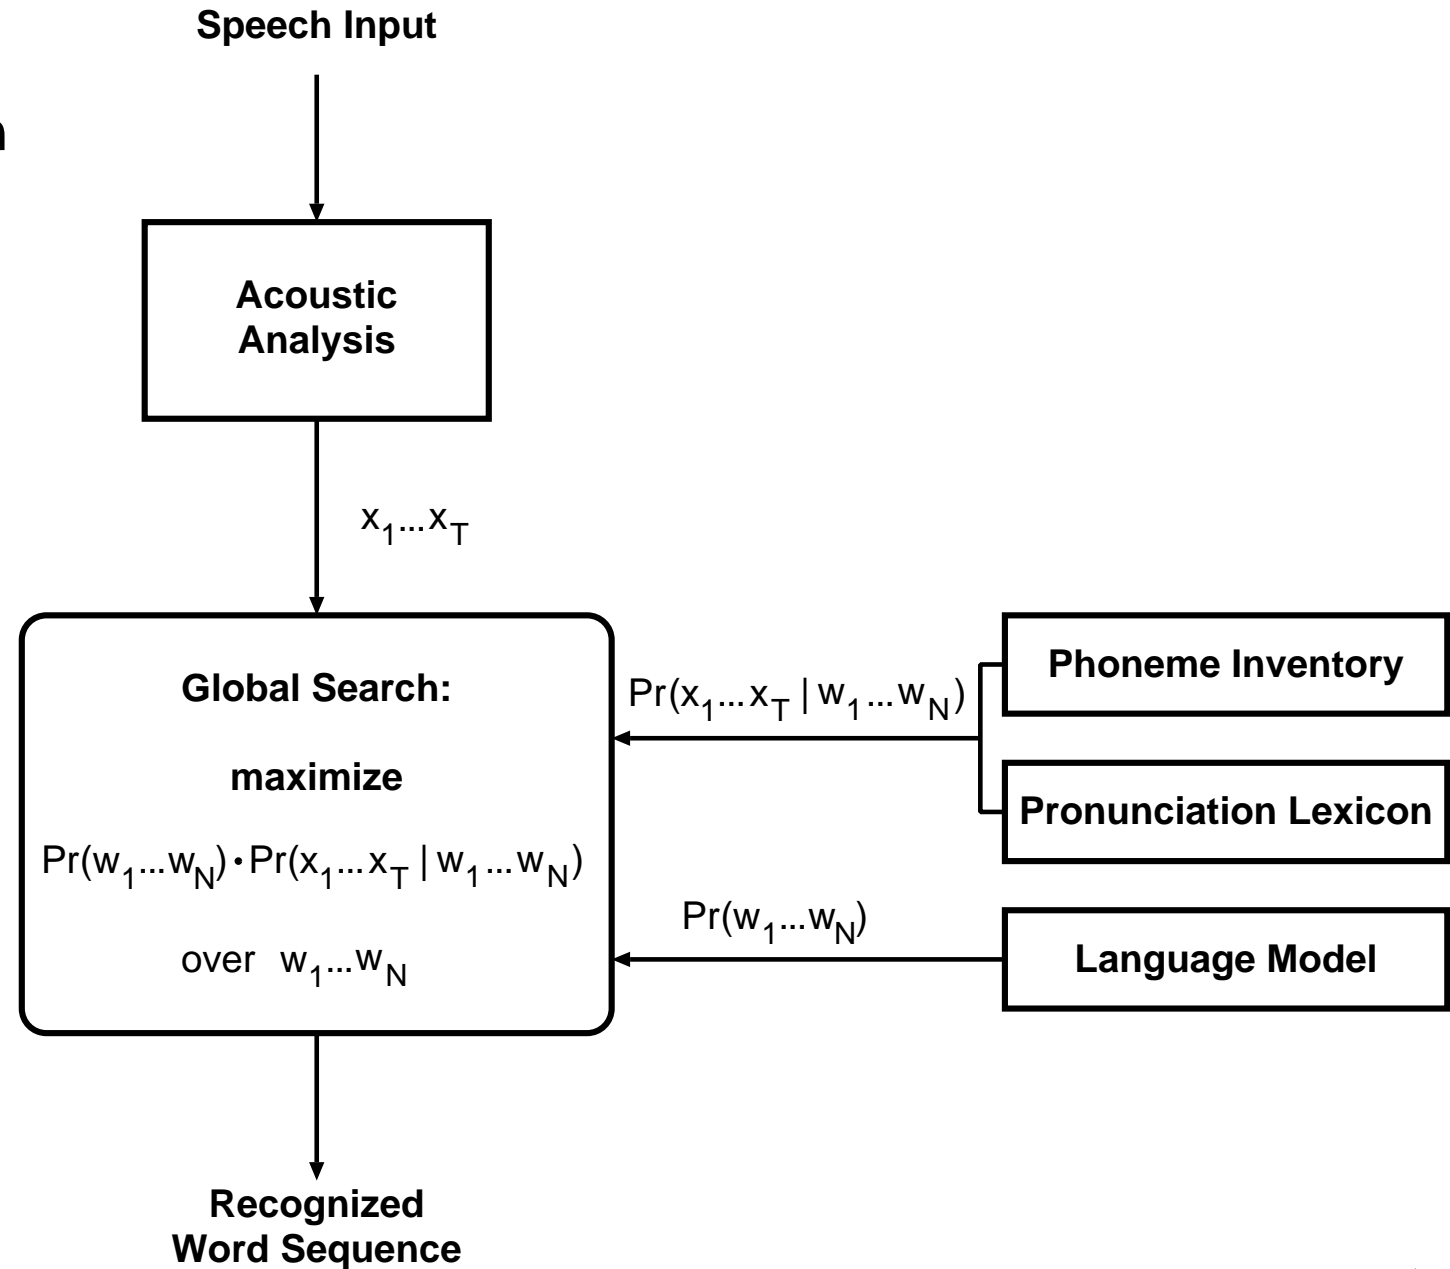 Speech Input
n
Acoustic
Analysis
x1...xT
Global Search:
maximize
Pr(w1...wN) · Pr(x1...xT | w1...wN)
over w1...wN
Pr(x1...xT | w1...wN)
Phoneme Inventory
Pronunciation Lexicon
Pr(w1...wN)
Language Model
Recognized
Word Sequence